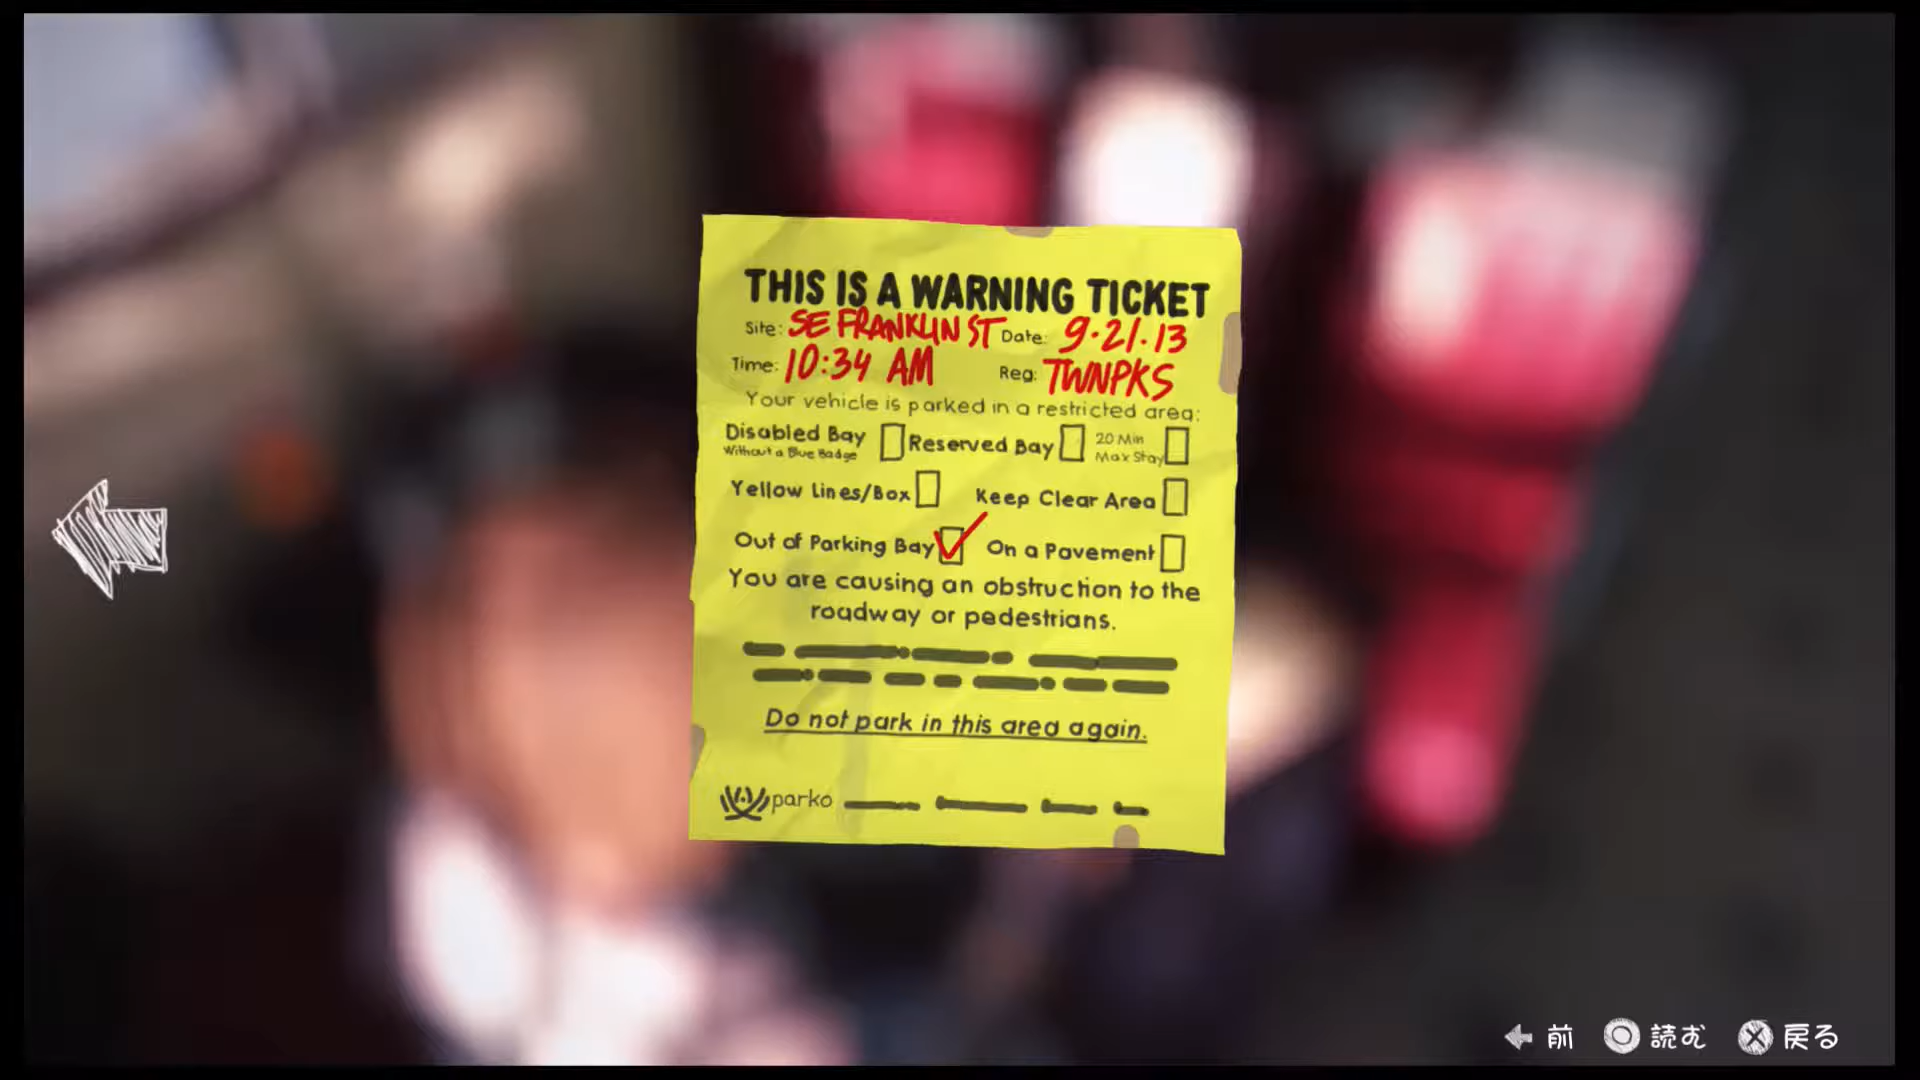 THIS IS A WARNING TICKET
Site: SE FRANKLIN ST Date: 9.21.13
Time: 10:34 AM Reg: TWNPKS
Your vehicle is parked in a restricted area:
Disabled Bay
Without a Blue Badge
Reserved Bay
20 Min
Max Stay
Yellow Lines/Box Keep Clear Area
Out of Parking Bay On a Pavement
You are causing an obstruction to the
roadway or pedestrians.
Do not park in this area again.
parko
前 読む 戻る